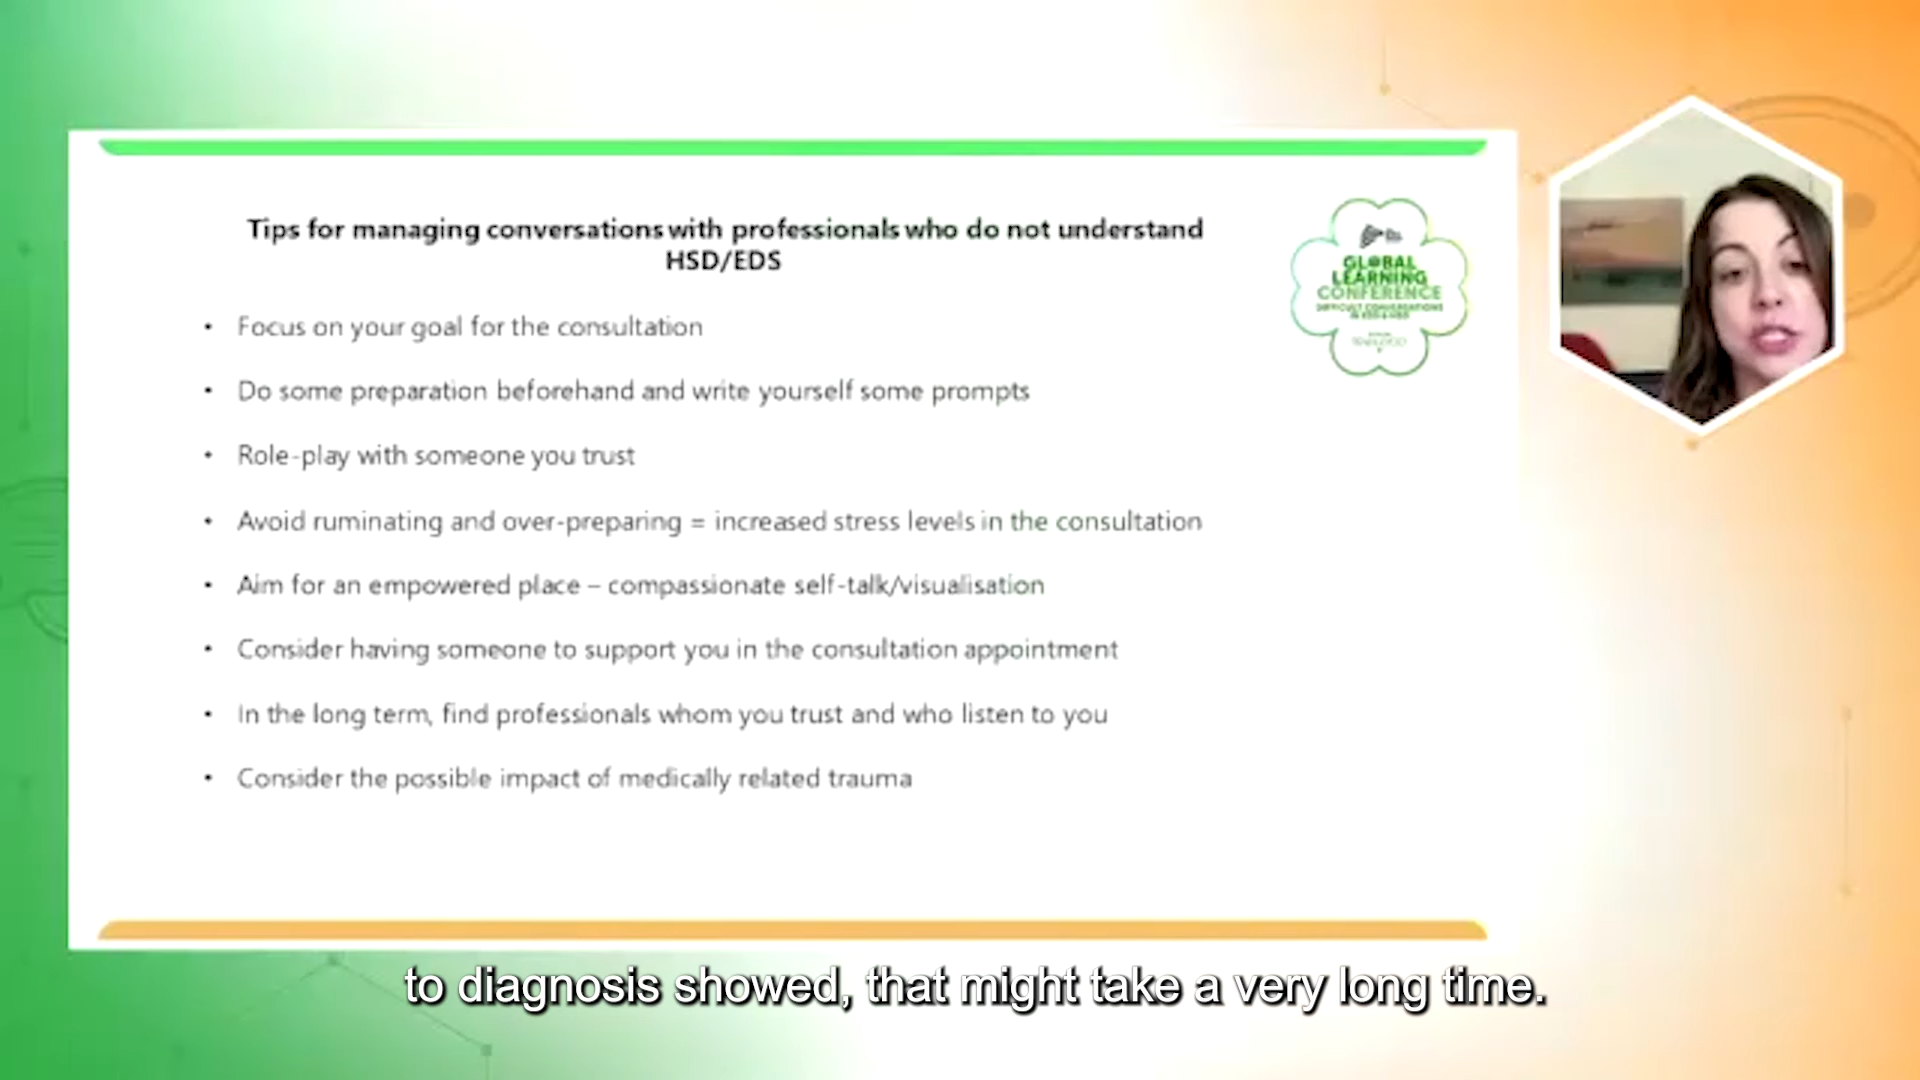 Tips for managing conversations with professionals who do not understand
HSD/EDS
GLOBAL
LEARNING
CONFERENCE
DIFFICULT CONVERSATIONS
• Focus on your goal for the consultation
• Do some preparation beforehand and write yourself some prompts
• Role-play with someone you trust
• Avoid ruminating and over-preparing = increased stress levels in the consultation
• Aim for an empowered place – compassionate self-talk/visualisation
• Consider having someone to support you in the consultation appointment
• In the long term, find professionals whom you trust and who listen to you
• Consider the possible impact of medically related trauma
to diagnosis showed, that might take a very long time.